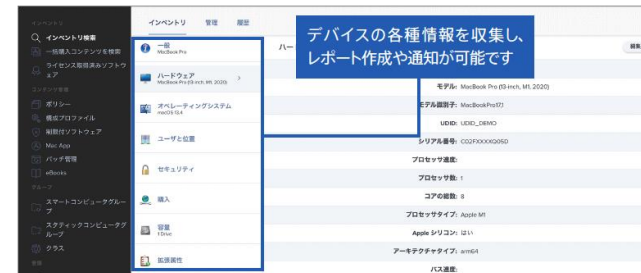 インベントリ
インベントリ検索
一括購入コンテンツを検索
ライセンス取得済みソフトウ
ェア
コンテンツ管理
ポリシー
構成プロファイル
制限付ソフトウェア
Mac App
パッチ管理
eBooks
グループ
スマートコンピュータグルー
プ
スタティックコンピュータグ
ループ
クラス
インベントリ 管理 履歴
一般
MacBook Pro
ハードウェア
MacBook Pro (13-inch, M1, 2020)
オペレーティングシステム
macOS 13.4
ユーザと位置
セキュリティ
購入
容量
1 Drive
拡張属性
デバイスの各種情報を収集し、
レポート作成や通知が可能です
ハー
編集
モデル: MacBook Pro (13-inch, M1, 2020)
モデル識別子: MacBookPro17,1
UDID: UDID_DEMO
シリアル番号: C02FXXXXQ05D
プロセッサ速度:
プロセッサ数: 1
コアの総数: 8
プロセッサタイプ: Apple M1
Apple シリコン: はい
アーキテクチャタイプ: arm64
バス速度: